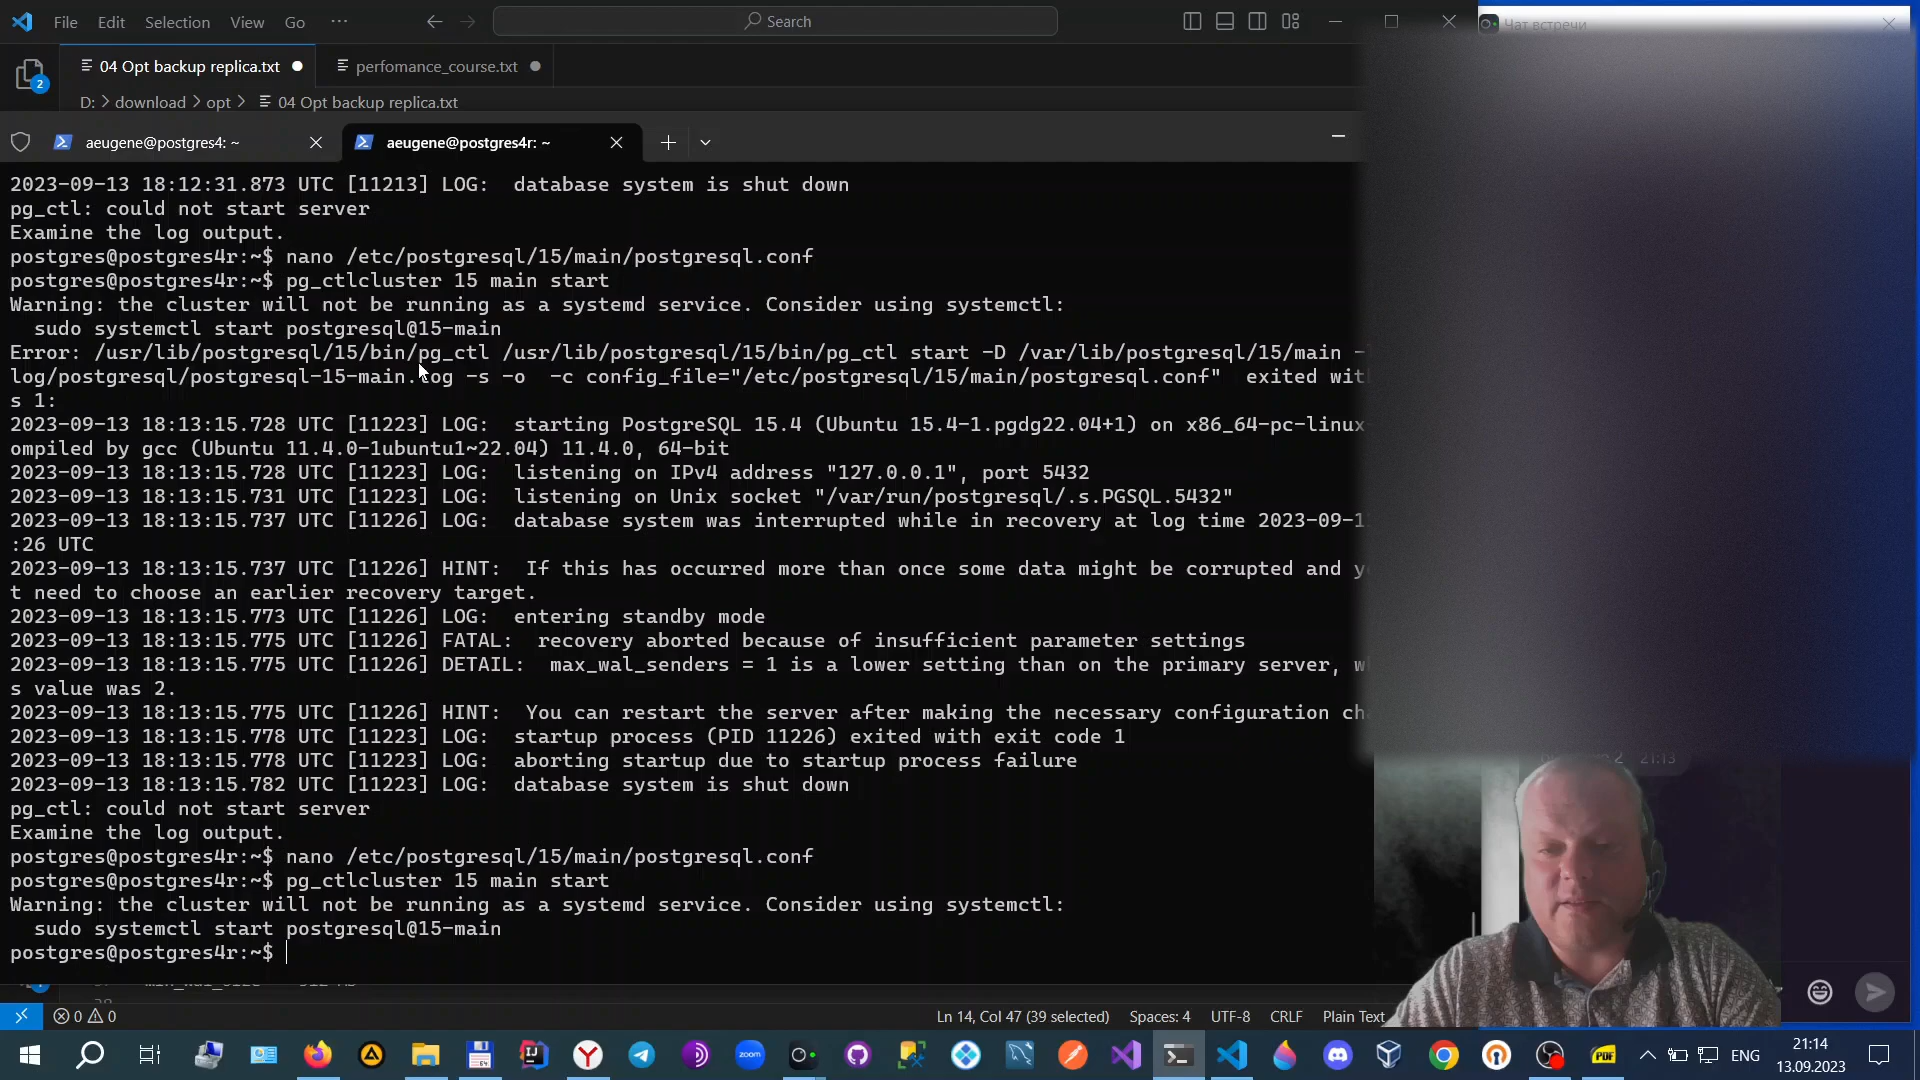 File Edit Selection View Go ··· Search
Чат встречи
04 Opt backup replica.txt perfomance_course.txt
2
D: > download > opt > 04 Opt backup replica.txt
aeugene@postgres4: ~ aeugene@postgres4r: ~
2023-09-13 18:12:31.873 UTC [11213] LOG:  database system is shut down
pg_ctl: could not start server
Examine the log output.
postgres@postgres4r:~$ nano /etc/postgresql/15/main/postgresql.conf
postgres@postgres4r:~$ pg_ctlcluster 15 main start
Warning: the cluster will not be running as a systemd service. Consider using systemctl:
  sudo systemctl start postgresql@15-main
Error: /usr/lib/postgresql/15/bin/pg_ctl /usr/lib/postgresql/15/bin/pg_ctl start -D /var/lib/postgresql/15/main -
log/postgresql/postgresql-15-main.log -s -o  -c config_file="/etc/postgresql/15/main/postgresql.conf"  exited wit
s 1:
2023-09-13 18:13:15.728 UTC [11223] LOG:  starting PostgreSQL 15.4 (Ubuntu 15.4-1.pgdg22.04+1) on x86_64-pc-linux-
ompiled by gcc (Ubuntu 11.4.0-1ubuntu1~22.04) 11.4.0, 64-bit
2023-09-13 18:13:15.728 UTC [11223] LOG:  listening on IPv4 address "127.0.0.1", port 5432
2023-09-13 18:13:15.731 UTC [11223] LOG:  listening on Unix socket "/var/run/postgresql/.s.PGSQL.5432"
2023-09-13 18:13:15.737 UTC [11226] LOG:  database system was interrupted while in recovery at log time 2023-09-1
:26 UTC
2023-09-13 18:13:15.737 UTC [11226] HINT:  If this has occurred more than once some data might be corrupted and y
t need to choose an earlier recovery target.
2023-09-13 18:13:15.773 UTC [11226] LOG:  entering standby mode
2023-09-13 18:13:15.775 UTC [11226] FATAL:  recovery aborted because of insufficient parameter settings
2023-09-13 18:13:15.775 UTC [11226] DETAIL:  max_wal_senders = 1 is a lower setting than on the primary server, w
s value was 2.
2023-09-13 18:13:15.775 UTC [11226] HINT:  You can restart the server after making the necessary configuration ch
2023-09-13 18:13:15.778 UTC [11223] LOG:  startup process (PID 11226) exited with exit code 1
2023-09-13 18:13:15.778 UTC [11223] LOG:  aborting startup due to startup process failure
2 21:13
2023-09-13 18:13:15.782 UTC [11223] LOG:  database system is shut down
pg_ctl: could not start server
Examine the log output.
postgres@postgres4r:~$ nano /etc/postgresql/15/main/postgresql.conf
postgres@postgres4r:~$ pg_ctlcluster 15 main start
Warning: the cluster will not be running as a systemd service. Consider using systemctl:
  sudo systemctl start postgresql@15-main
postgres@postgres4r:~$
0 0 Ln 14, Col 47 (39 selected) Spaces: 4 UTF-8 CRLF Plain Text
zoom PDF ENG 21:14
13.09.2023